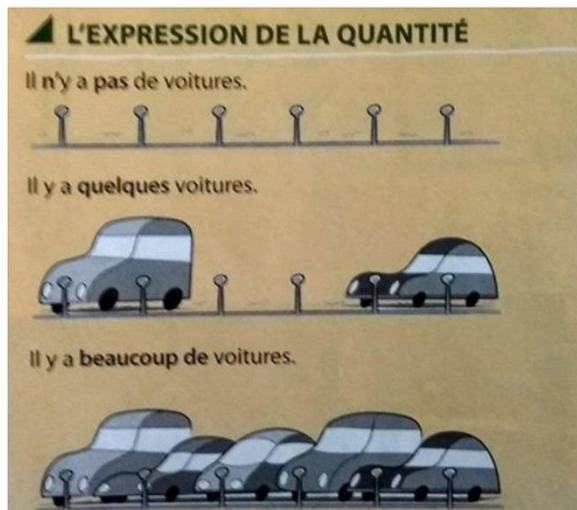 L'EXPRESSION DE LA QUANTITÉ
Il n'y a pas de voitures.
Il y a quelques voitures.
Il y a beaucoup de voitures.